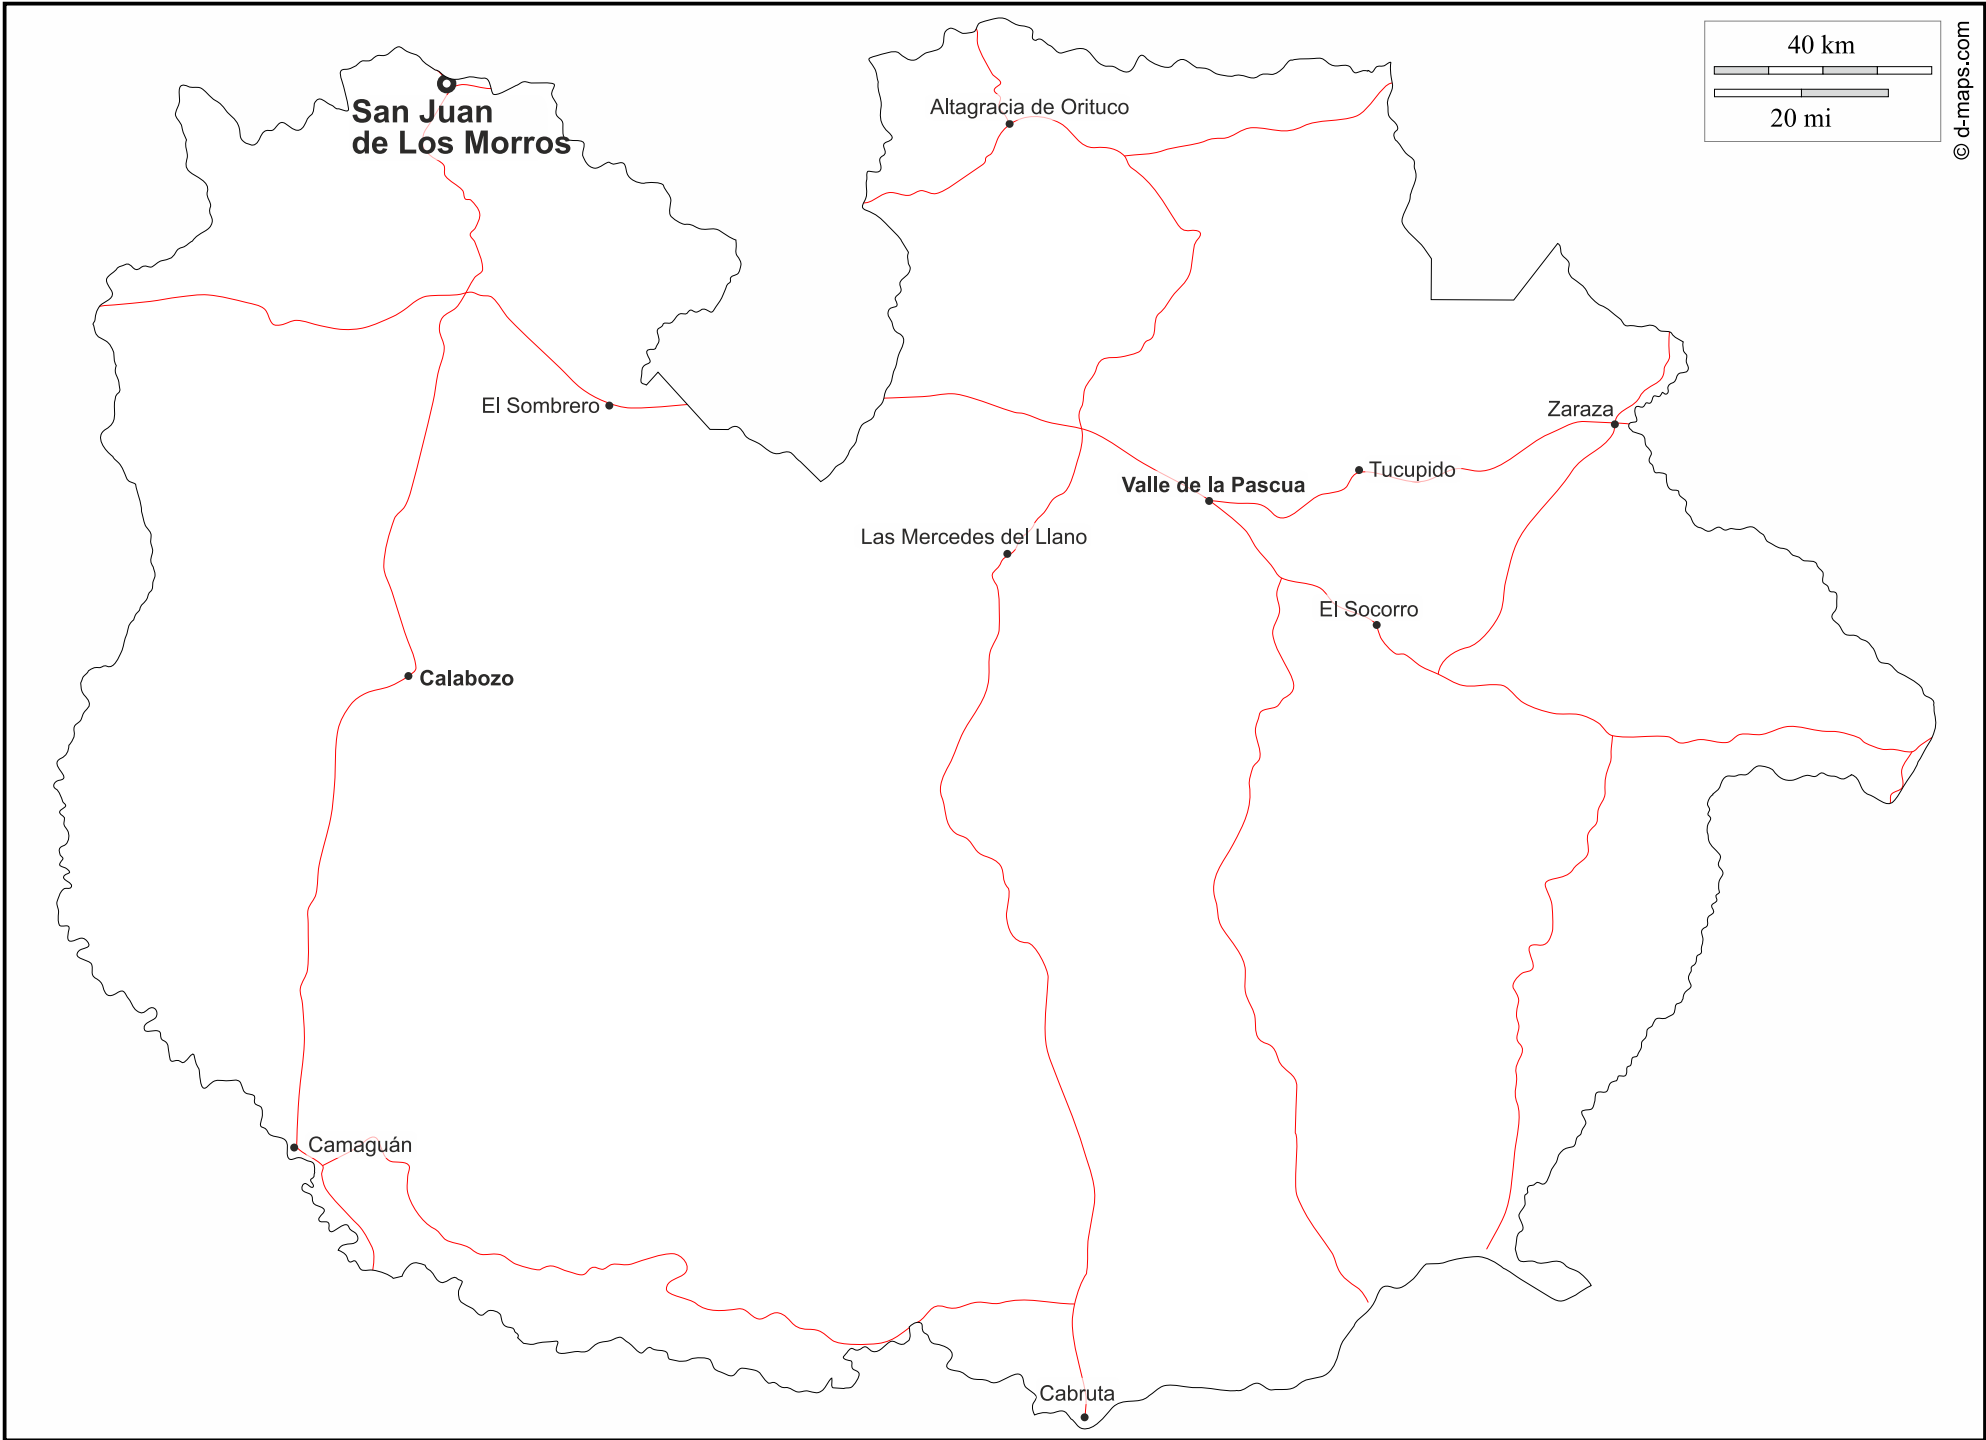 40 km
20 mi
© d-maps.com
San Juan
de Los Morros
Altagracia de Orituco
El Sombrero
Zaraza
Tucupido
Valle de la Pascua
Las Mercedes del Llano
El Socorro
Calabozo
Camaguán
Cabruta